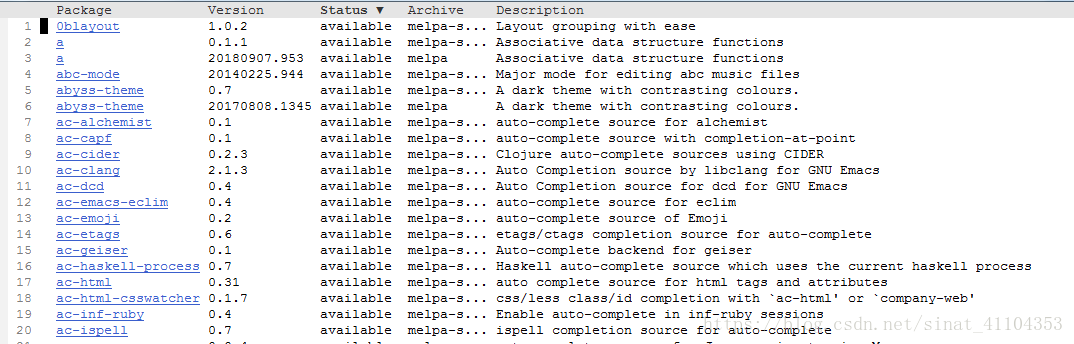 Package Version Status ▼ Archive Description
1 0blayout 1.0.2 available melpa-s... Layout grouping with ease
2 a 0.1.1 available melpa-s... Associative data structure functions
3 a 20180907.953 available melpa Associative data structure functions
4 abc-mode 20140225.944 available melpa-s... Major mode for editing abc music files
5 abyss-theme 0.7 available melpa-s... A dark theme with contrasting colours.
6 abyss-theme 20170808.1345 available melpa A dark theme with contrasting colours.
7 ac-alchemist 0.1 available melpa-s... auto-complete source for alchemist
8 ac-capf 0.1 available melpa-s... auto-complete source with completion-at-point
9 ac-cider 0.2.3 available melpa-s... Clojure auto-complete sources using CIDER
10 ac-clang 2.1.3 available melpa-s... Auto Completion source by libclang for GNU Emacs
11 ac-dcd 0.4 available melpa-s... Auto Completion source for dcd for GNU Emacs
12 ac-emacs-eclim 0.4 available melpa-s... auto-complete source for eclim
13 ac-emoji 0.2 available melpa-s... auto-complete source of Emoji
14 ac-etags 0.6 available melpa-s... etags/ctags completion source for auto-complete
15 ac-geiser 0.1 available melpa-s... Auto-complete backend for geiser
16 ac-haskell-process 0.7 available melpa-s... Haskell auto-complete source which uses the current haskell process
17 ac-html 0.31 available melpa-s... auto complete source for html tags and attributes
18 ac-html-csswatcher 0.1.7 available melpa-s... css/less class/id completion with `ac-html' or `company-web'
19 ac-inf-ruby 0.4 available melpa-s... Enable auto-complete in inf-ruby sessions
20 ac-ispell 0.7 available melpa-s... ispell completion source for auto-complete
https://blog.csdn.net/sinat_41104353